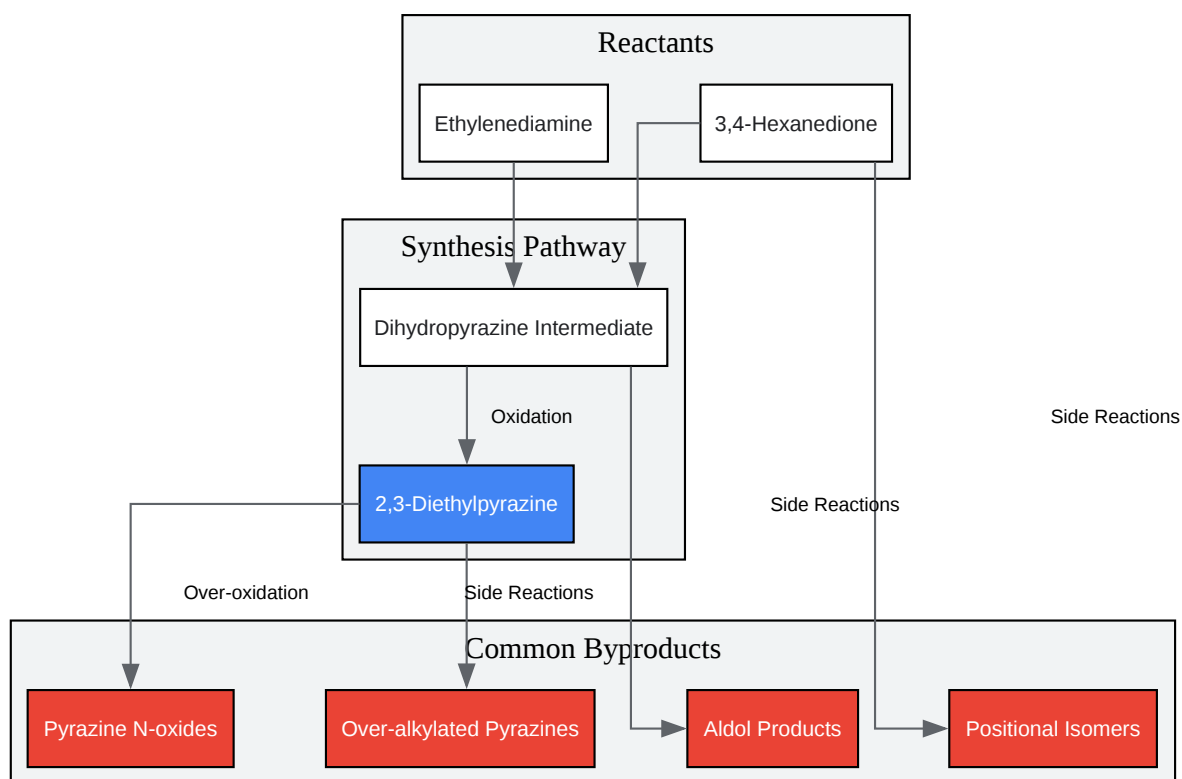 Reactants
Ethylenediamine
3,4-Hexanedione
Synthesis Pathway
Dihydropyrazine Intermediate
Oxidation
Side Reactions
2,3-Diethylpyrazine
Side Reactions
Over-oxidation
Side Reactions
Common Byproducts
Pyrazine N-oxides
Over-alkylated Pyrazines
Aldol Products
Positional Isomers